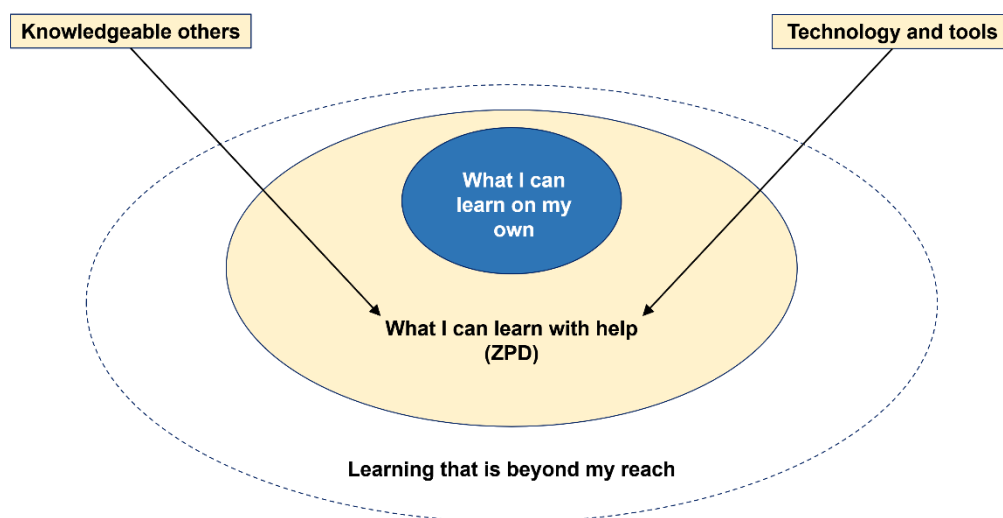 Knowledgeable others
Technology and tools
What I can
learn on my
own
What I can learn with help
(ZPD)
Learning that is beyond my reach